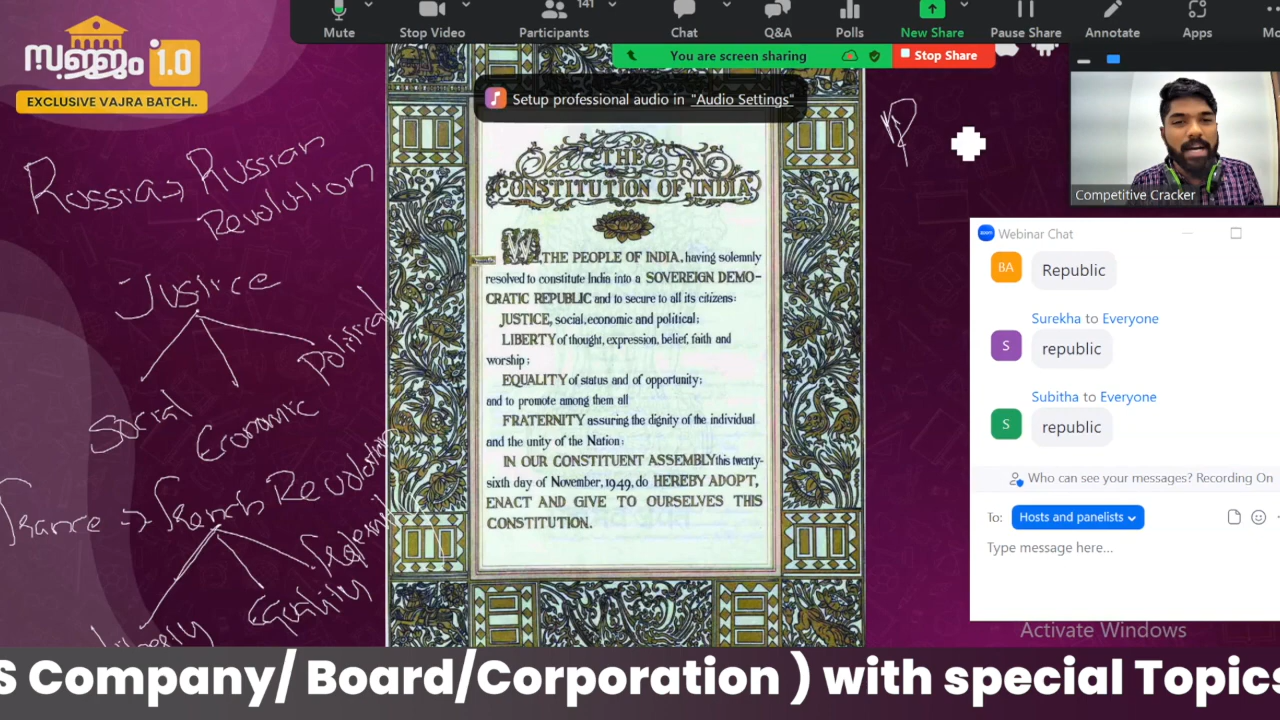 Mute
Stop Video
Participants
141
Chat
Q&A
Polls
New Share
Pause Share
Annotate
Apps
You are screen sharing
Stop Share
Setup professional audio in "Audio Settings"
1.0
EXCLUSIVE VAJRA BATCH..
Russia → Russian
Revolution
Justice
Political
Social
Economic
Revolution
Equality
THE
CONSTITUTION OF INDIA
WE, THE PEOPLE OF INDIA, having solemnly
resolved to constitute India into a SOVEREIGN DEMO-
CRATIC REPUBLIC and to secure to all its citizens:
JUSTICE, social, economic and political;
LIBERTY of thought, expression, belief, faith and
worship;
EQUALITY of status and of opportunity;
and to promote among them all
FRATERNITY assuring the dignity of the individual
and the unity of the Nation;
IN OUR CONSTITUENT ASSEMBLY this twenty-
sixth day of November, 1949, do HEREBY ADOPT,
ENACT AND GIVE TO OURSELVES THIS
CONSTITUTION.
Competitive Cracker
zoom
Webinar Chat
BA
Republic
Surekha to Everyone
S
republic
Subitha to Everyone
S
republic
Who can see your messages? Recording On
To: Hosts and panelists
Type message here...
Activate Windows
S Company/ Board/Corporation ) with special Topics